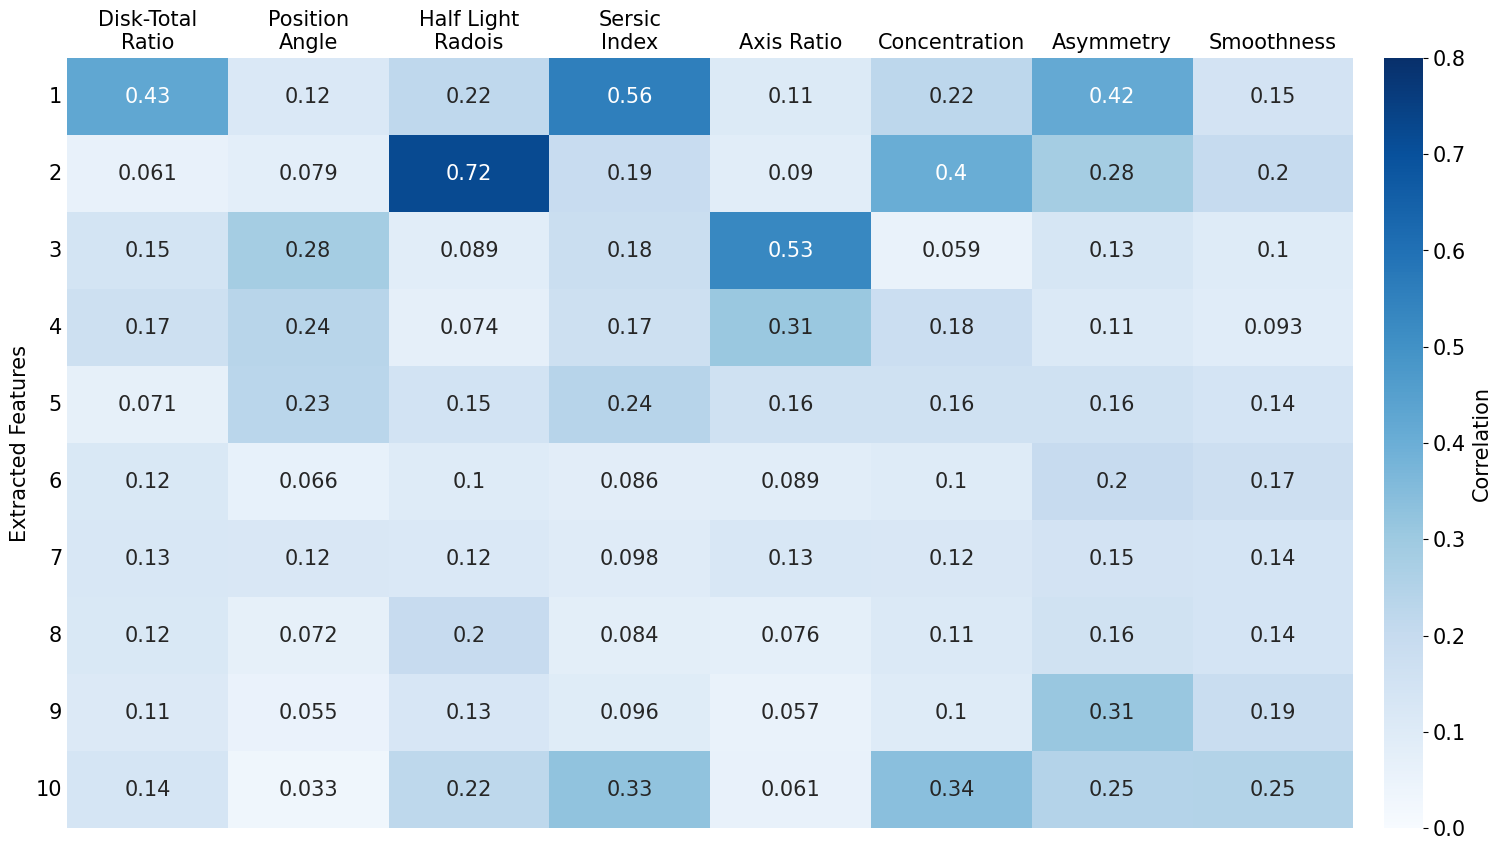 Disk-Total Ratio
Position Angle
Half Light Radois
Sersic Index
Axis Ratio
Concentration
Asymmetry
Smoothness
Extracted Features
1 0.43 0.12 0.22 0.56 0.11 0.22 0.42 0.15
2 0.061 0.079 0.72 0.19 0.09 0.4 0.28 0.2
3 0.15 0.28 0.089 0.18 0.53 0.059 0.13 0.1
4 0.17 0.24 0.074 0.17 0.31 0.18 0.11 0.093
5 0.071 0.23 0.15 0.24 0.16 0.16 0.16 0.14
6 0.12 0.066 0.1 0.086 0.089 0.1 0.2 0.17
7 0.13 0.12 0.12 0.098 0.13 0.12 0.15 0.14
8 0.12 0.072 0.2 0.084 0.076 0.11 0.16 0.14
9 0.11 0.055 0.13 0.096 0.057 0.1 0.31 0.19
10 0.14 0.033 0.22 0.33 0.061 0.34 0.25 0.25
0.8
0.7
0.6
0.5
0.4
0.3
0.2
0.1
0.0
Correlation